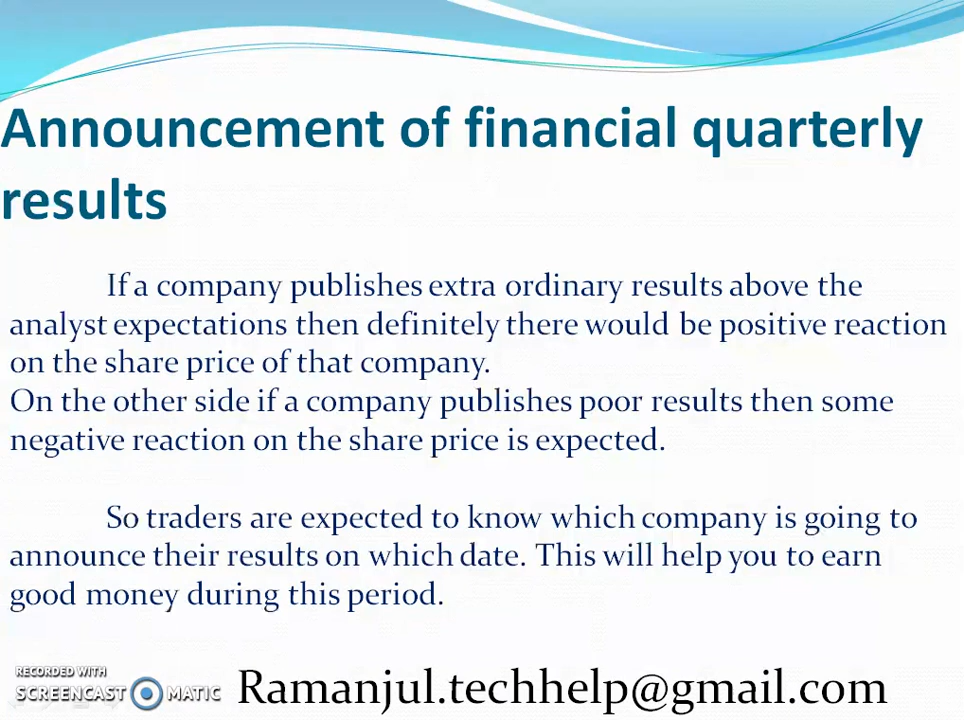 Announcement of financial quarterly
results
If a company publishes extra ordinary results above the
analyst expectations then definitely there would be positive reaction
on the share price of that company.
On the other side if a company publishes poor results then some
negative reaction on the share price is expected.
So traders are expected to know which company is going to
announce their results on which date. This will help you to earn
good money during this period.
RECORDED WITH
SCREENCAST MATIC
Ramanjul.techhelp@gmail.com